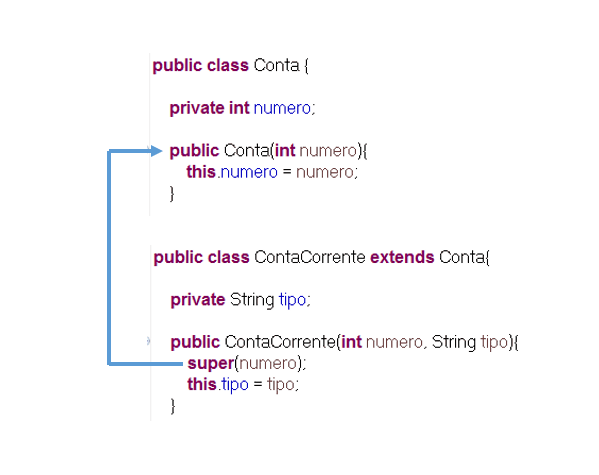 public class Conta {
private int numero;
public Conta(int numero){
this.numero = numero;
}
public class ContaCorrente extends Conta{
private String tipo;
public ContaCorrente(int numero, String tipo){
super(numero);
this.tipo = tipo;
}